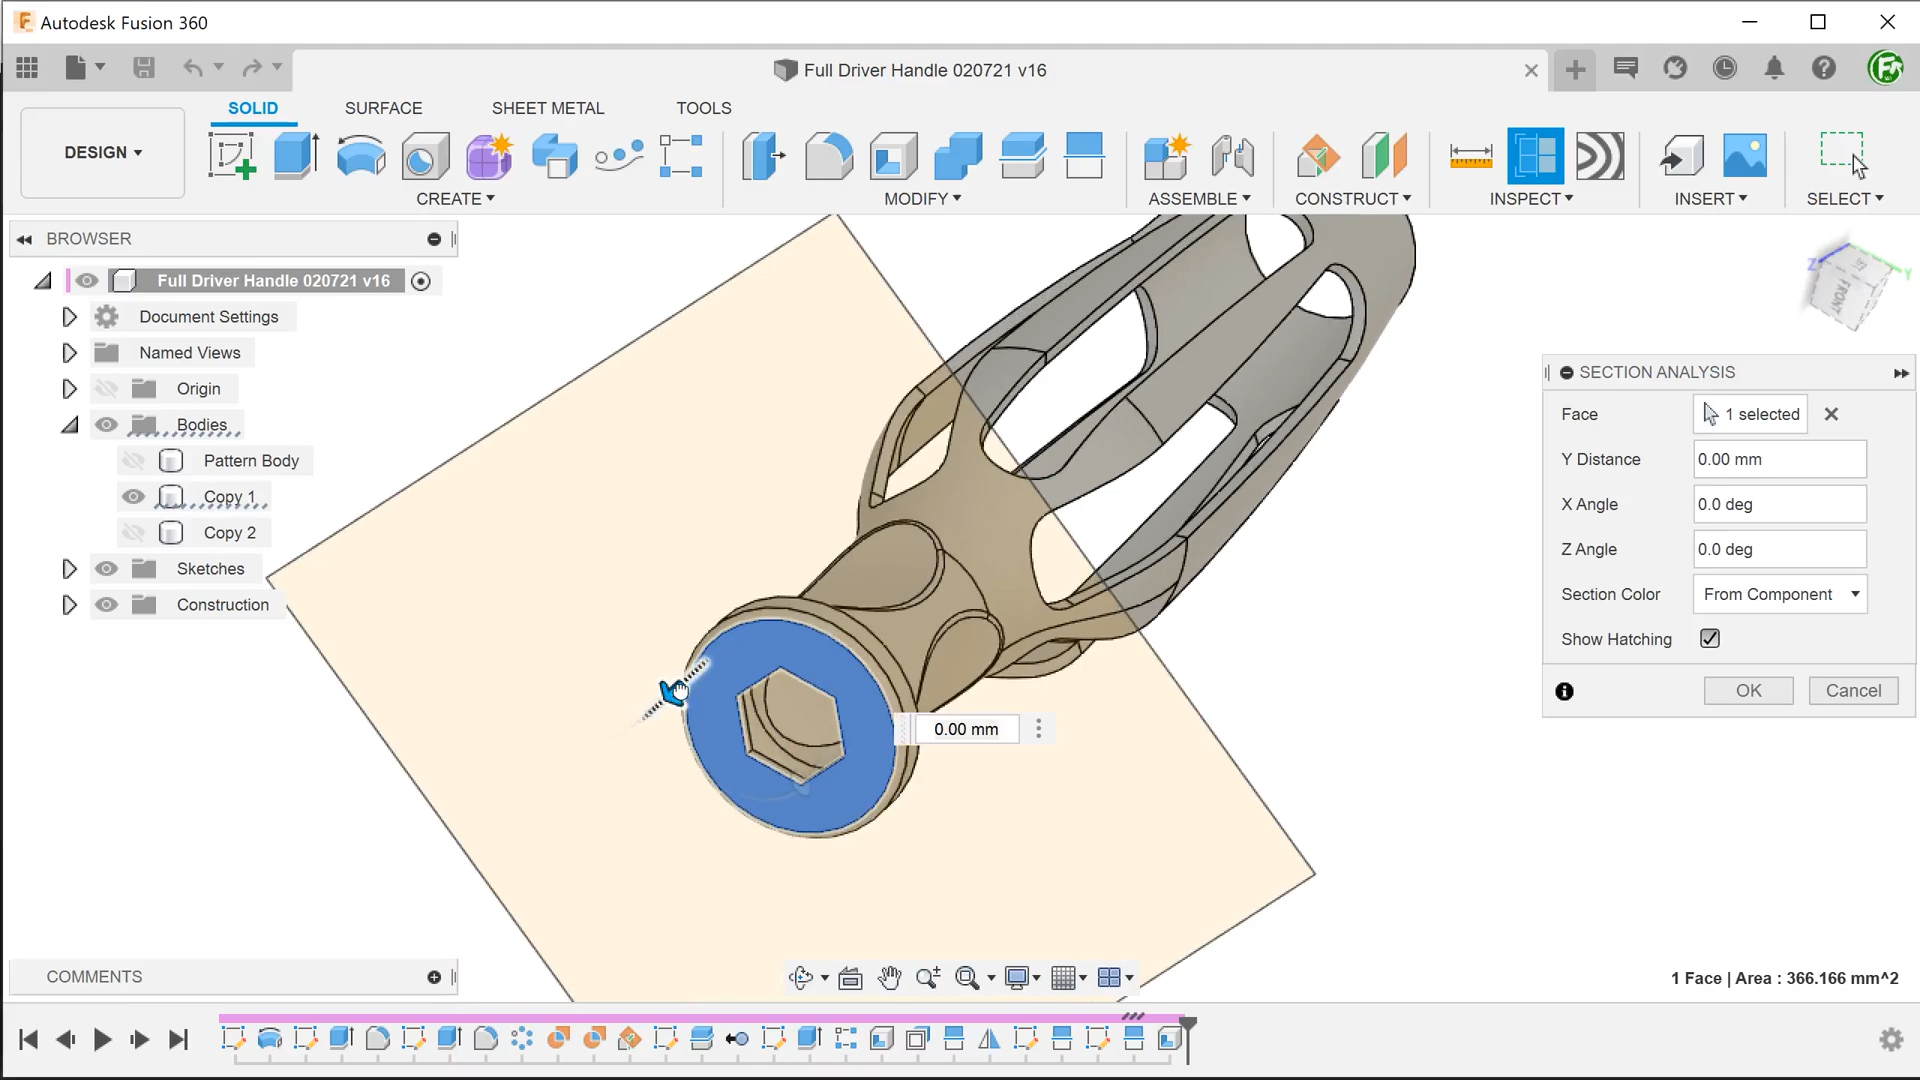 Autodesk Fusion 360
Full Driver Handle 020721 v16
SOLID
SURFACE
SHEET METAL
TOOLS
DESIGN
CREATE
MODIFY
ASSEMBLE
CONSTRUCT
INSPECT
INSERT
SELECT
BROWSER
Full Driver Handle 020721 v16
Document Settings
Named Views
Origin
Bodies
Pattern Body
Copy 1
Copy 2
Sketches
Construction
Z
Y
FRONT
SECTION ANALYSIS
Face 1 selected
Y Distance 0.00 mm
X Angle 0.0 deg
Z Angle 0.0 deg
Section Color From Component
Show Hatching
OK Cancel
0.00 mm
COMMENTS
1 Face | Area : 366.166 mm^2